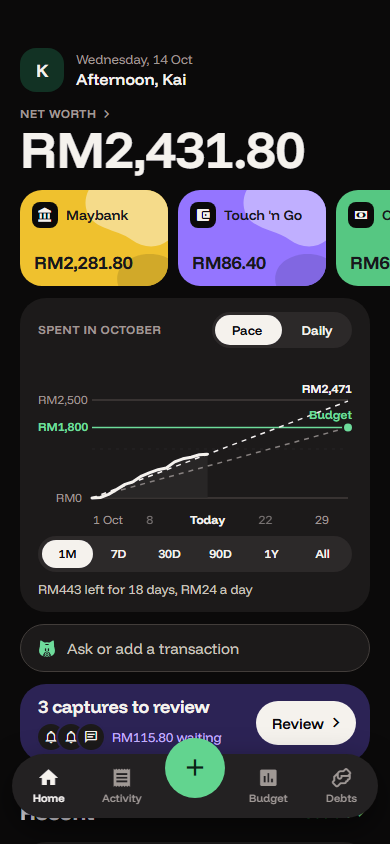 K
Wednesday, 14 Oct
Afternoon, Kai
NET WORTH
RM2,431.80
Maybank
RM2,281.80
Touch 'n Go
RM86.40
RM6
SPENT IN OCTOBER
Pace
Daily
RM2,471
RM2,500
Budget
RM1,800
RM0
1 Oct 8 Today 22 29
1M 7D 30D 90D 1Y All
RM443 left for 18 days, RM24 a day
Ask or add a transaction
3 captures to review
RM115.80 waiting
Review
Home Activity Budget Debts
Recent